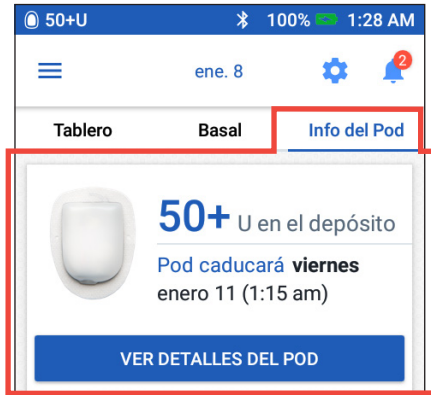 50+U 100% 1:28 AM
ene. 8 2
Tablero Basal Info del Pod
50+ U en el depósito
Pod caducará viernes
enero 11 (1:15 am)
VER DETALLES DEL POD